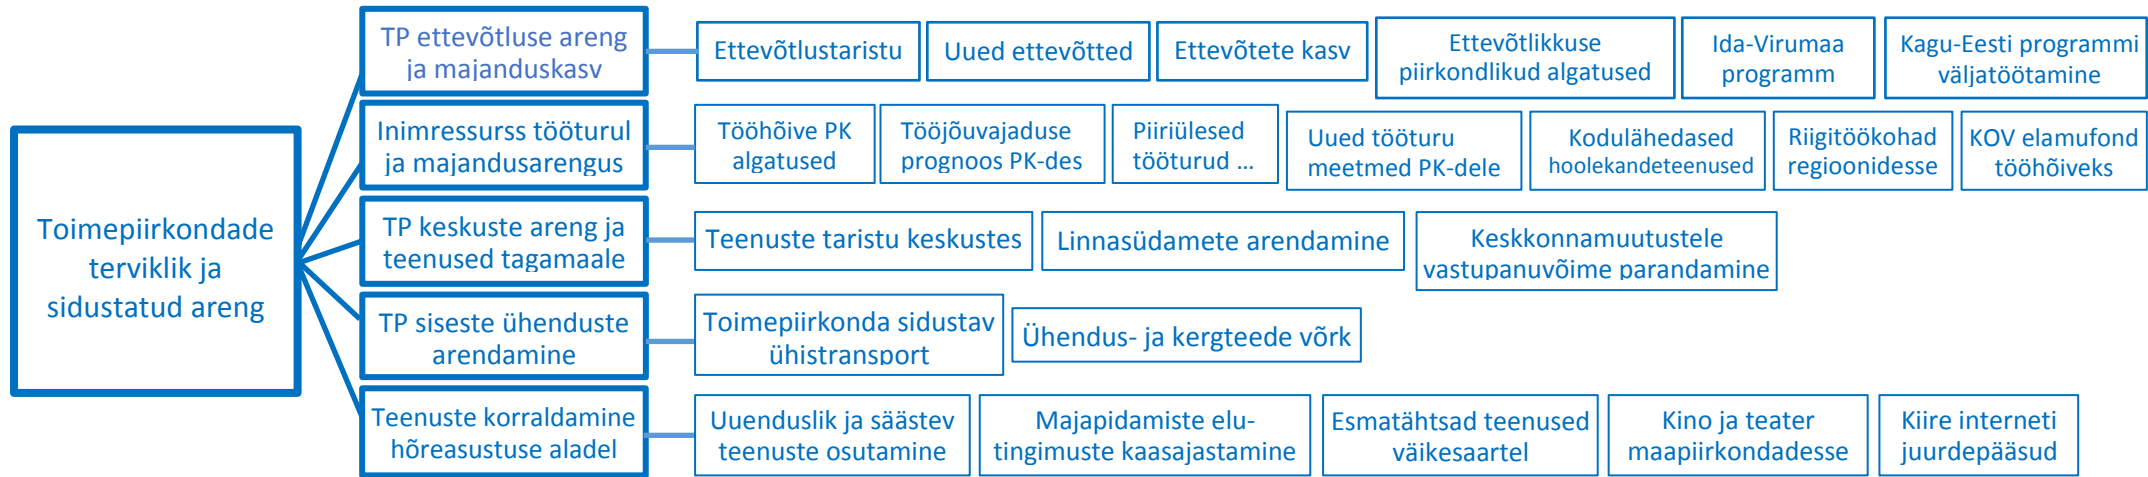 Toimepiirkondade
terviklik ja
sidustatud areng
TP ettevõtluse areng
ja majanduskasv
Ettevõtlustaristu
Uued ettevõtted
Ettevõtete kasv
Ettevõtlikkuse
piirkondlikud algatused
Ida-Virumaa
programm
Kagu-Eesti programmi
väljatöötamine
Inimressurss tööturul
ja majandusarengus
Tööhõive PK
algatused
Tööjõuvajaduse
prognoos PK-des
Piiriülesed
tööturud ...
Uued tööturu
meetmed PK-dele
Kodulähedased
hoolekandeteenused
Riigitöökohad
regioonidesse
KOV elamufond
tööhõiveks
TP keskuste areng ja
teenused tagamaale
Teenuste taristu keskustes
Linnasüdamete arendamine
Keskkonnamuutustele
vastupanuvõime parandamine
TP siseste ühenduste
arendamine
Toimepiirkonda sidustav
ühistransport
Ühendus- ja kergteede võrk
Teenuste korraldamine
hõreasustuse aladel
Uuenduslik ja säästev
teenuste osutamine
Majapidamiste elu-
tingimuste kaasajastamine
Esmatähtsad teenused
väikesaartel
Kino ja teater
maapiirkondadesse
Kiire interneti
juurdepääsud